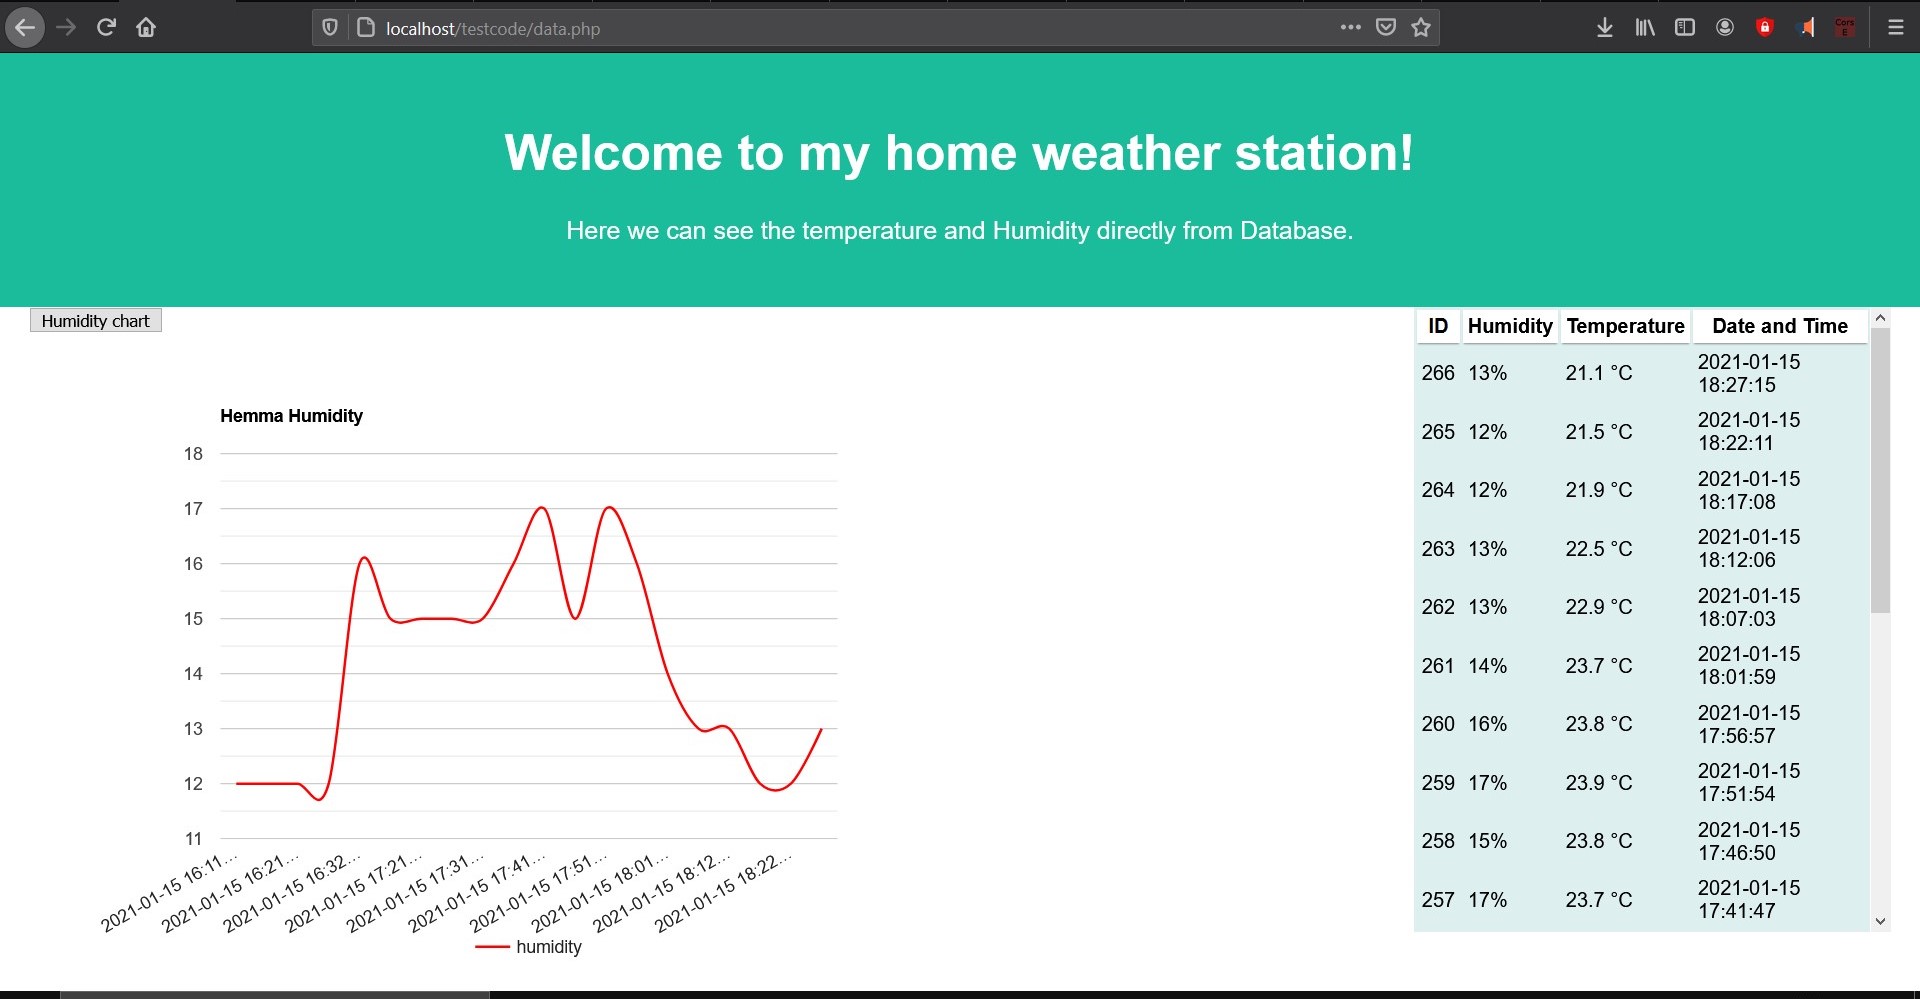 localhost/testcode/data.php
Cors
E
Welcome to my home weather station!
Here we can see the temperature and Humidity directly from Database.
Humidity chart
Hemma Humidity
18
17
16
15
14
13
12
11
2021-01-15 16:11...
2021-01-15 16:21...
2021-01-15 16:32...
2021-01-15 17:21...
2021-01-15 17:31...
2021-01-15 17:41...
2021-01-15 17:51...
2021-01-15 18:01...
2021-01-15 18:12...
2021-01-15 18:22...
humidity
ID Humidity Temperature Date and Time
266 13% 21.1 °C 2021-01-15
18:27:15
265 12% 21.5 °C 2021-01-15
18:22:11
264 12% 21.9 °C 2021-01-15
18:17:08
263 13% 22.5 °C 2021-01-15
18:12:06
262 13% 22.9 °C 2021-01-15
18:07:03
261 14% 23.7 °C 2021-01-15
18:01:59
260 16% 23.8 °C 2021-01-15
17:56:57
259 17% 23.9 °C 2021-01-15
17:51:54
258 15% 23.8 °C 2021-01-15
17:46:50
257 17% 23.7 °C 2021-01-15
17:41:47